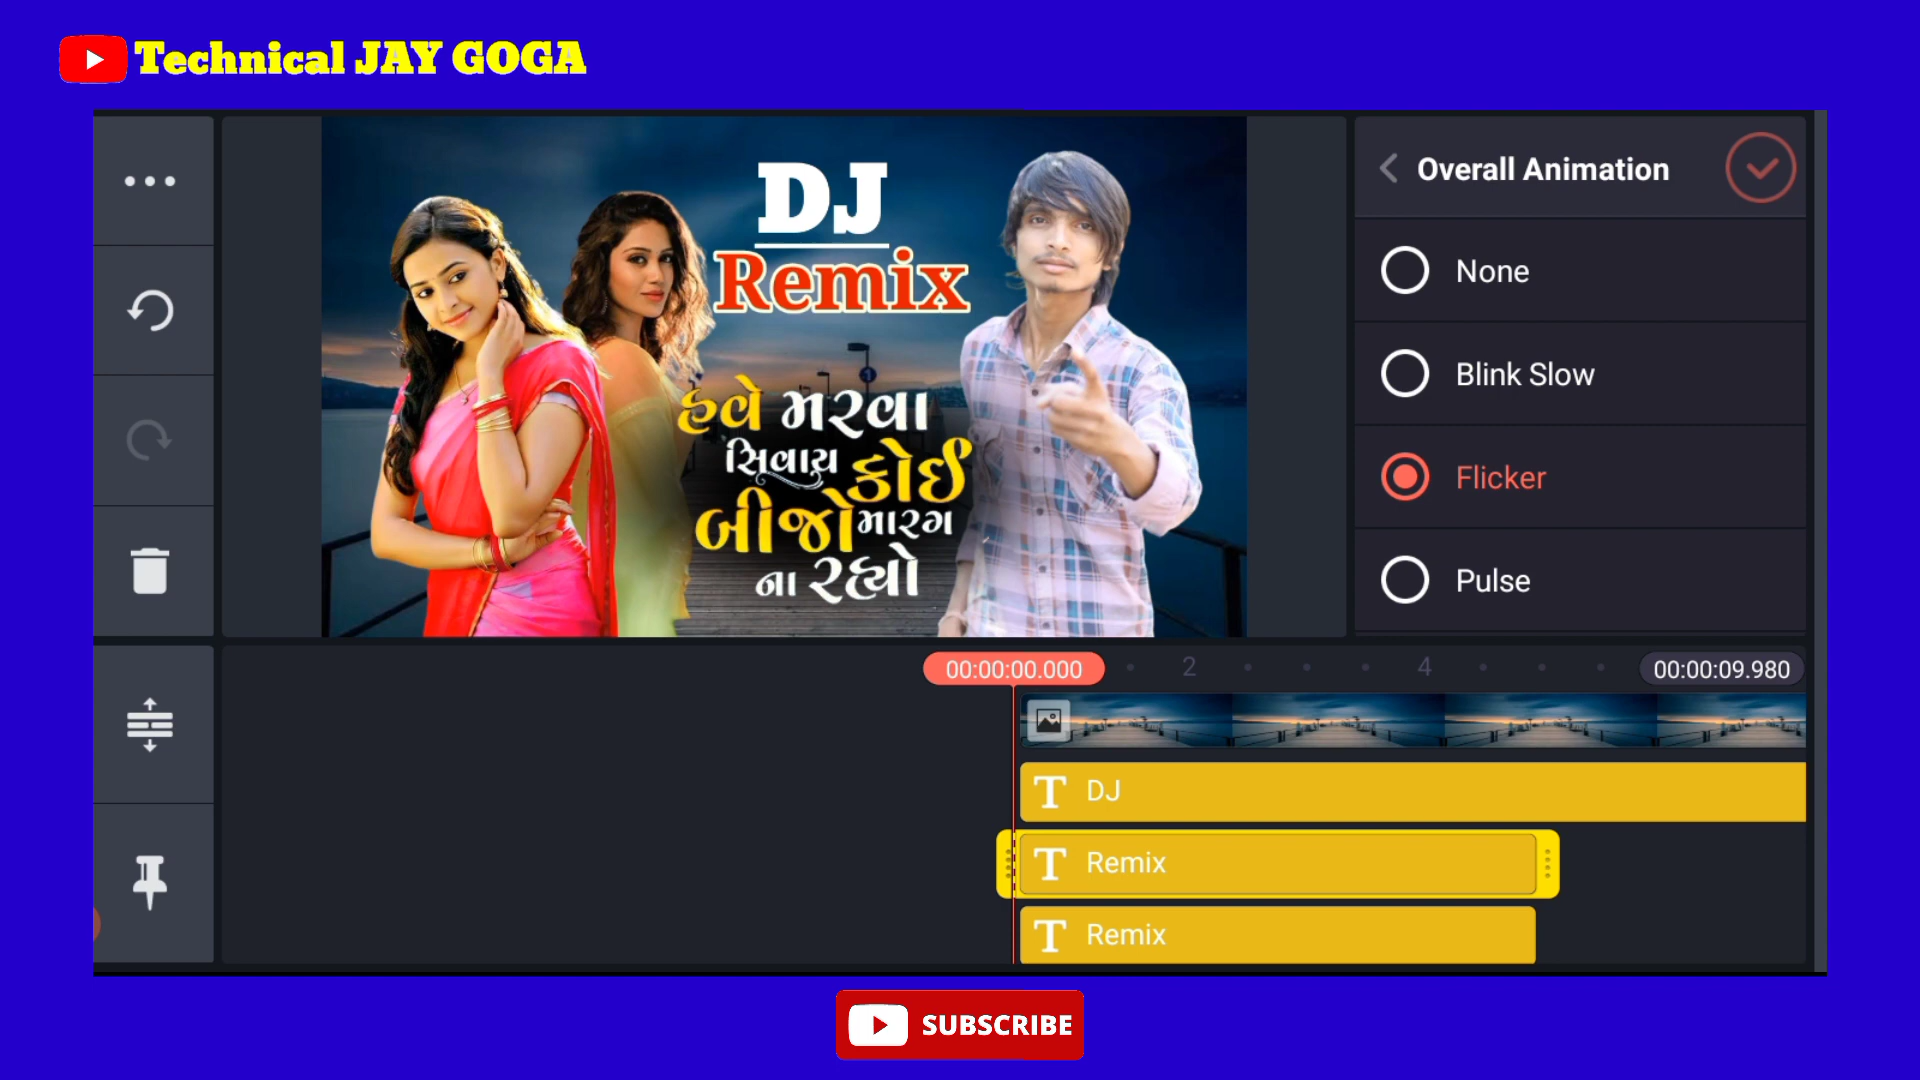 Technical JAY GOGA
DJ
Remix
હવે મરવા
સિવાય કોઈ
બીજો મારગ
ના રહ્યો
Overall Animation
None
Blink Slow
Flicker
Pulse
00:00:00.000
2
4
00:00:09.980
T DJ
T Remix
T Remix
SUBSCRIBE